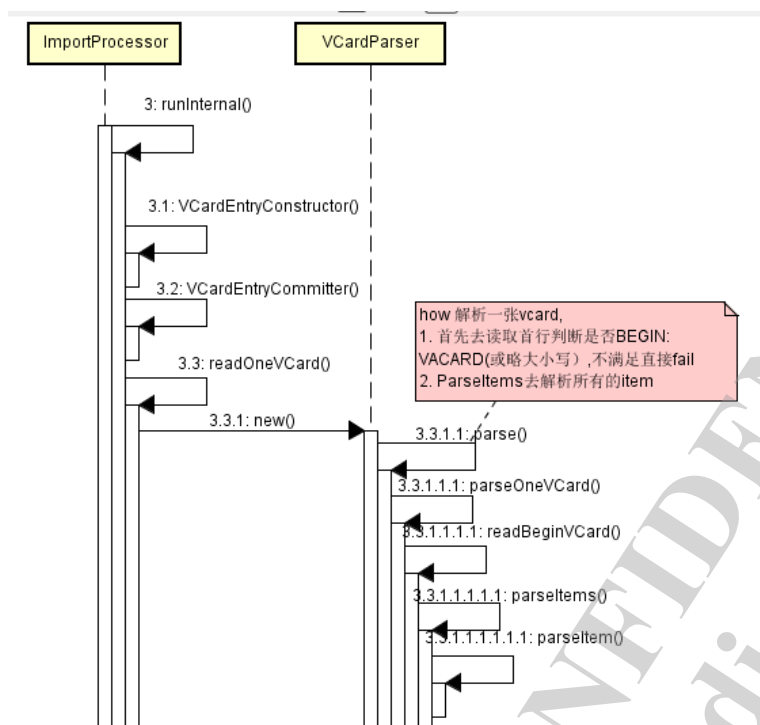 ImportProcessor
VCardParser
3: runInternal()
3.1: VCardEntryConstructor()
3.2: VCardEntryCommitter()
how 解析一张vcard,
1. 首先去读取首行判断是否BEGIN:
VACARD(或略大小写）,不满足直接fail
2. ParseItems去解析所有的item
3.3: readOneVCard()
3.3.1: new()
3.3.1.1: parse()
3.3.1.1.1: parseOneVCard()
3.3.1.1.1.1: readBeginVCard()
3.3.1.1.1.1.1: parseItems()
3.3.1.1.1.1.1.1: parseItem()